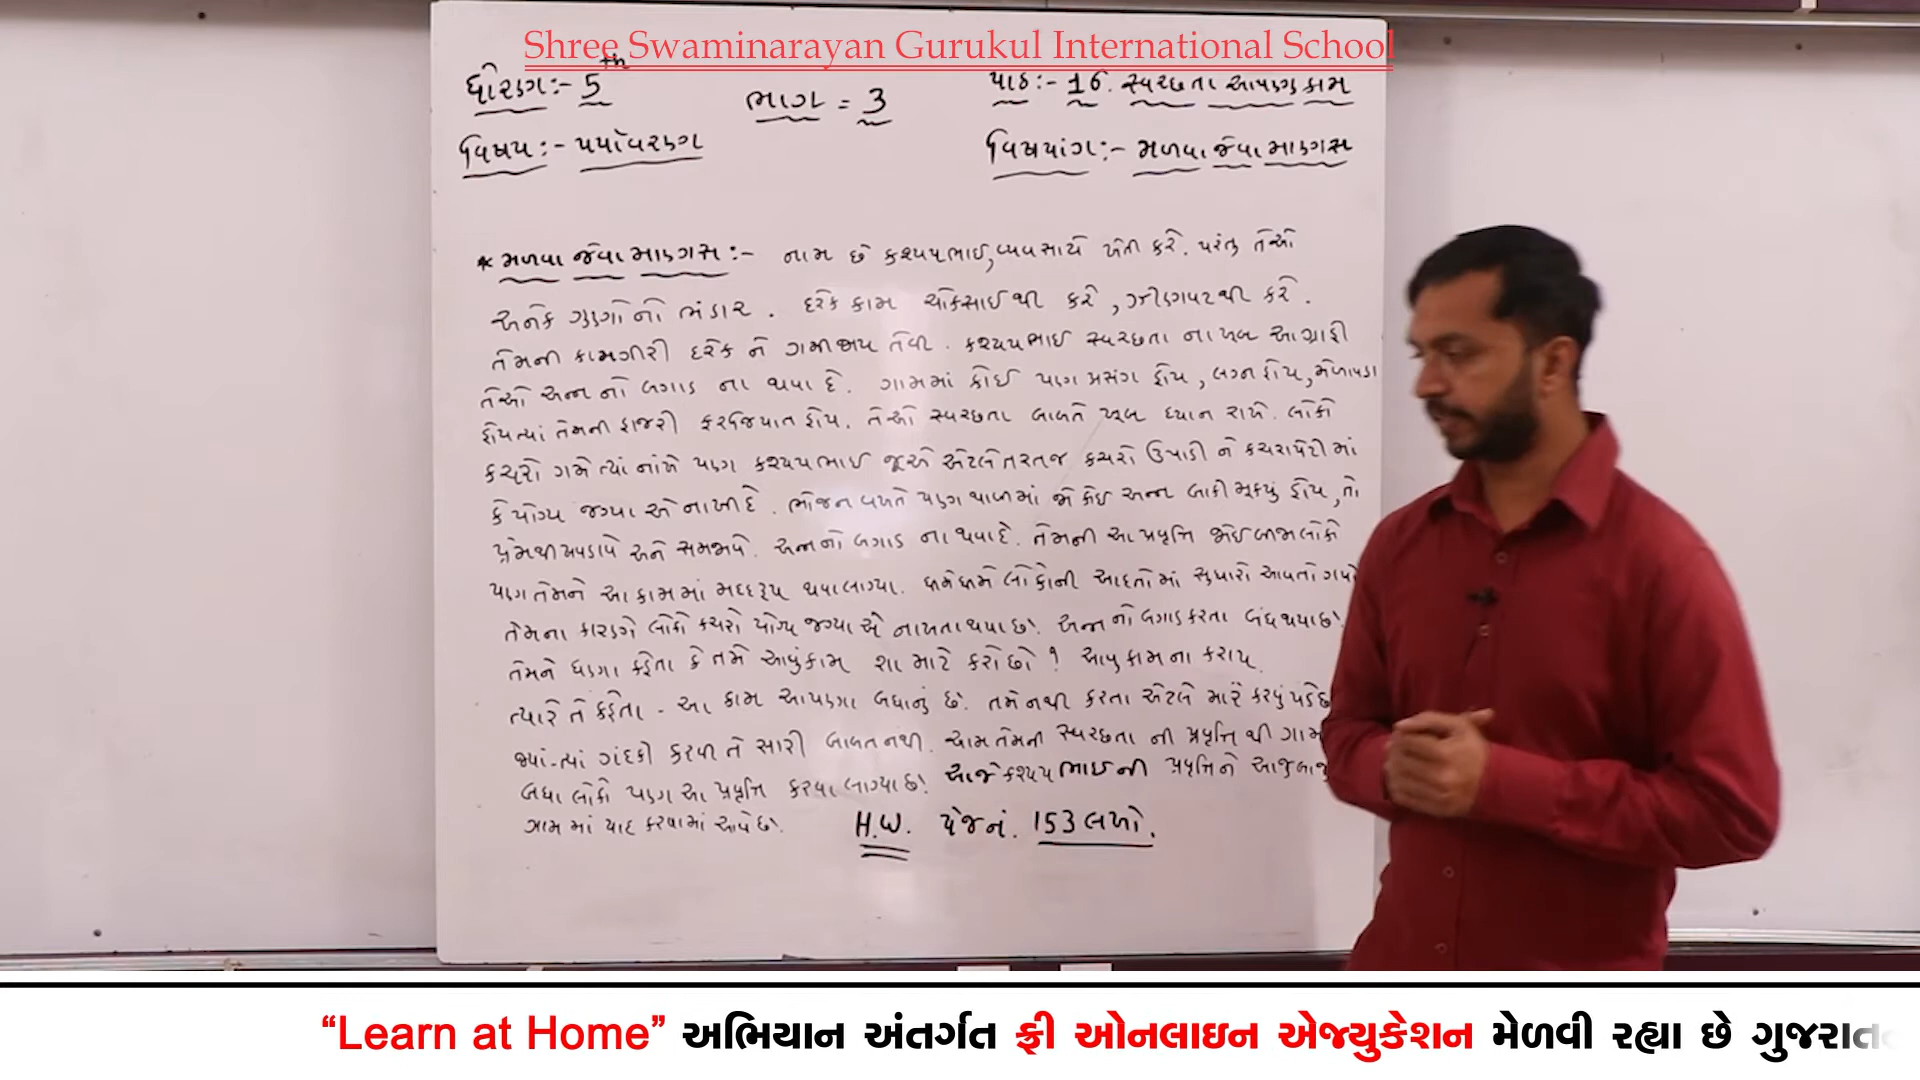 Shree Swaminarayan Gurukul International School
ધોરણ:- 5th
ભાગ = 3
પાઠ:- 16. સ્વચ્છતા આપણું કામ
વિષય:- પર્યાવરણ
વિષયાંગ:- મળવા જેવા માણસ
* મળવા જેવા માણસ:- નામ છે કશ્યપભાઈ, વ્યવસાયે ખેતી કરે. પરંતુ તેઓ
અનેક ગુણોનો ભંડાર. દરેક કામ ચોકસાઈથી કરે, ઝીણવટથી કરે.
તેમની કામગીરી દરેક ને ગમી જાય તેવી. કશ્યપભાઈ સ્વચ્છતા ના ખુબ આગ્રહી
તેઓ અન્ન નો બગાડ ના થવા દે. ગામમાં કોઈ પણ પ્રસંગ હોય, લગ્ન હોય, મેળાવડા
હોય ત્યાં તેમની હાજરી ફરજિયાત હોય. તેઓ સ્વચ્છતા બાબતે ખૂબ ધ્યાન રાખે. લોકો
કચરો ગમે ત્યાં નાંખે પણ કશ્યપભાઈ જૂએ એટલે તરતજ કચરો ઉપાડી ને કચરાપેટી માં
કે યોગ્ય જગ્યા એ નાખી દે. ભોજન વખતે પણ થાળમાં જો કોઈ અન્ન બાકી મૂક્યું હોય, તો
પ્રેમથી ખવડાવે અને સમજાવે. અન્નનો બગાડ ના થવા દે. તેમની આ પ્રવૃત્તિ જોઈ બીજા લોકો
પણ તેમને આ કામમાં મદદરૂપ થવા લાગ્યા. ધીમે ધીમે લોકોની આદતોમાં સુધારો આવતો ગયો
તેમના કારણે લોકો કચરો યોગ્ય જગ્યા એ નાખતા થયા છે. અન્ન નો બગાડ કરતા બંધ થયા છે.
તેમને ઘણા કહેતા કે તમે આવું કામ શા માટે કરો છો? આવુ કામ ના કરાય.
ત્યારે તે કહેતા - આ કામ આપણા બધાનું છે. તમે નથી કરતા એટલે મારે કરવું પડે છે
જ્યાં-ત્યાં ગંદકી કરવી તે સારી બાબત નથી. આમ તેમની સ્વચ્છતા ની પ્રવૃત્તિ થી ગામ
બધા લોકો પણ આ પ્રવૃત્તિ કરવા લાગ્યા છે. આજે કશ્યપભાઈની પ્રવૃત્તિને આજુબાજુ
ગામ માં યાદ કરવામાં આવે છે.
H.W. પેજ નં. 153 લખો.
“Learn at Home” અભિયાન અંતર્ગત ફ્રી ઓનલાઇન એજ્યુકેશન મેળવી રહ્યા છે ગુજરાત